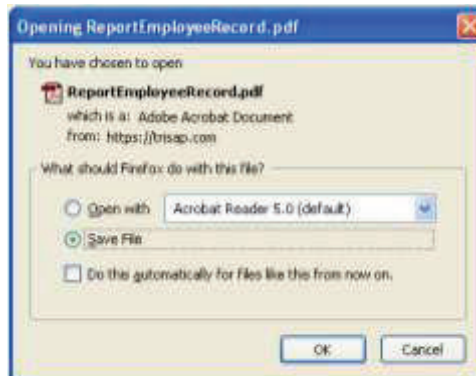 Opening ReportEmployeeRecord.pdf
You have chosen to open
ReportEmployeeRecord.pdf
which is a: Adobe Acrobat Document
from: https://trisap.com
What should Firefox do with this file?
Open with Acrobat Reader 5.0 (default)
Save File
Do this automatically for files like this from now on.
OK Cancel